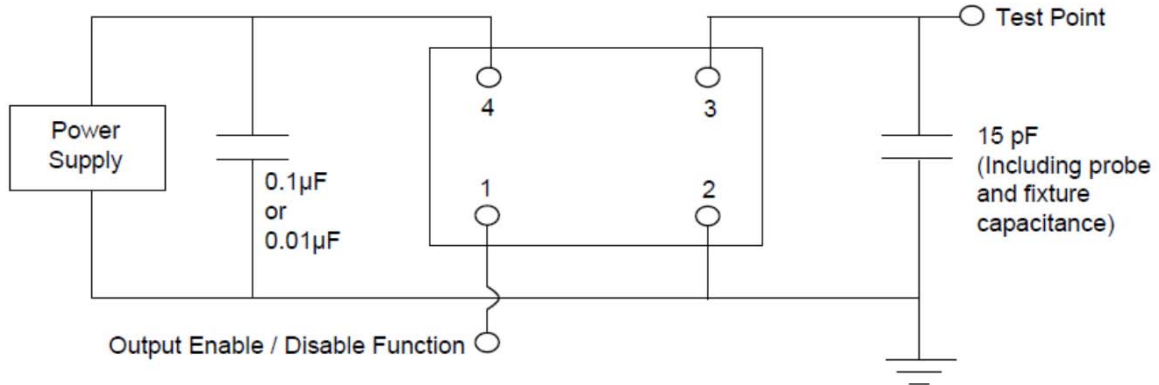 Test Point
4
3
Power
Supply
15 pF
(Including probe
and fixture
capacitance)
0.1µF
or
0.01µF
1
2
Output Enable / Disable Function